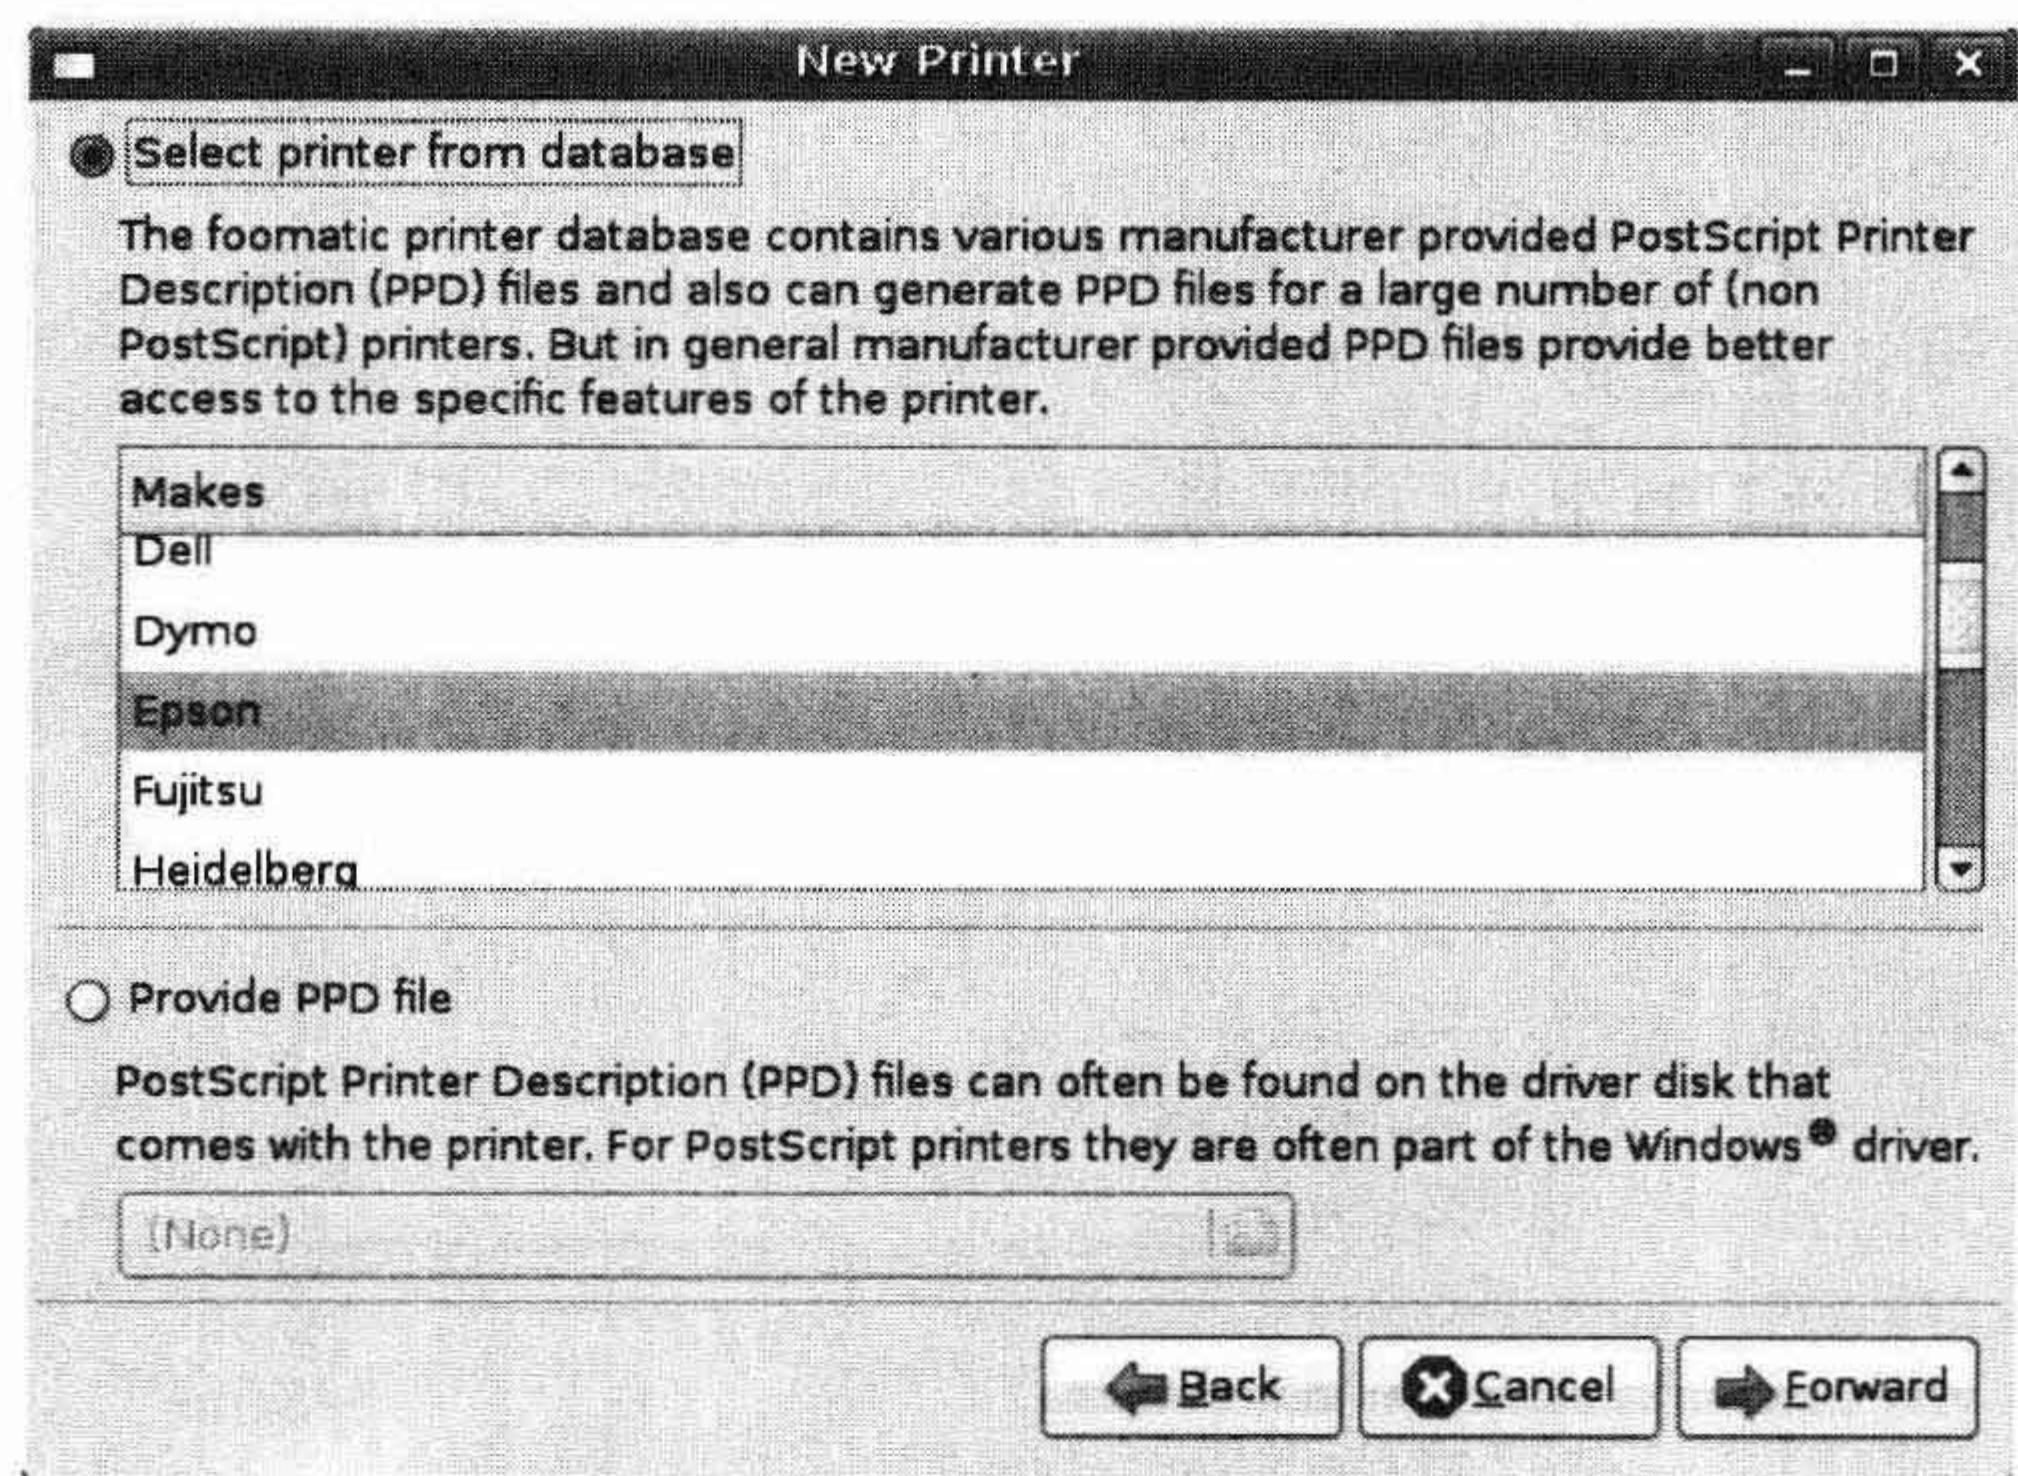 New Printer
Select printer from database
The foomatic printer database contains various manufacturer provided PostScript Printer
Description (PPD) files and also can generate PPD files for a large number of (non
PostScript) printers. But in general manufacturer provided PPD files provide better
access to the specific features of the printer.
Makes
Dell
Dymo
Epson
Fujitsu
Heidelberg
Provide PPD file
PostScript Printer Description (PPD) files can often be found on the driver disk that
comes with the printer. For PostScript printers they are often part of the Windows® driver.
(None)
Back
Cancel
Forward